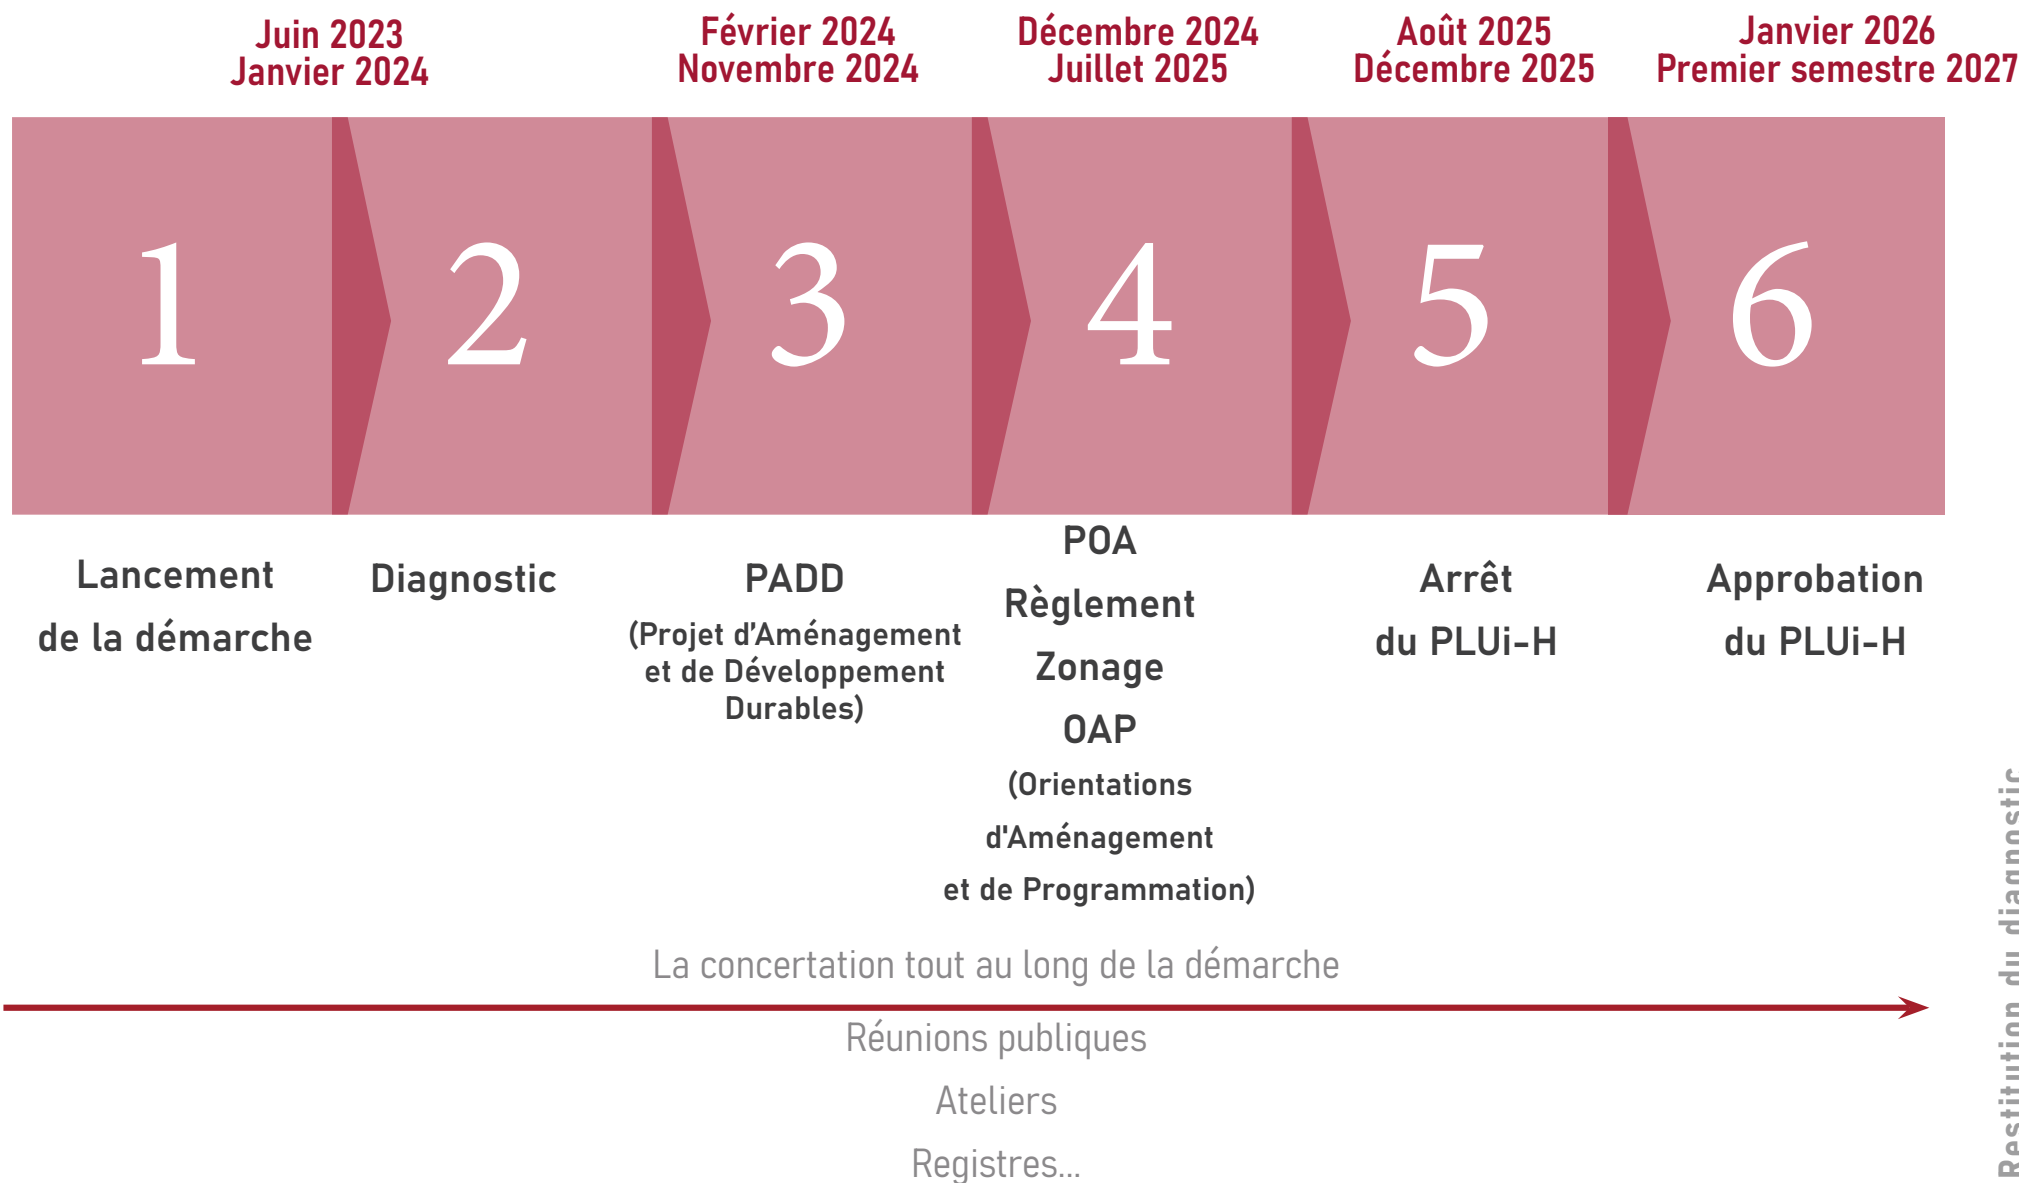 Juin 2023
Janvier 2024
Février 2024
Novembre 2024
Décembre 2024
Juillet 2025
Août 2025
Décembre 2025
Janvier 2026
Premier semestre 2027
1
2
3
4
5
6
Lancement
de la démarche
Diagnostic
PADD
(Projet d'Aménagement
et de Développement
Durables)
POA
Règlement
Zonage
OAP
(Orientations
d'Aménagement
et de Programmation)
Arrêt
du PLUi-H
Approbation
du PLUi-H
La concertation tout au long de la démarche
Réunions publiques
Ateliers
Registres...
Restitution du diagnostic